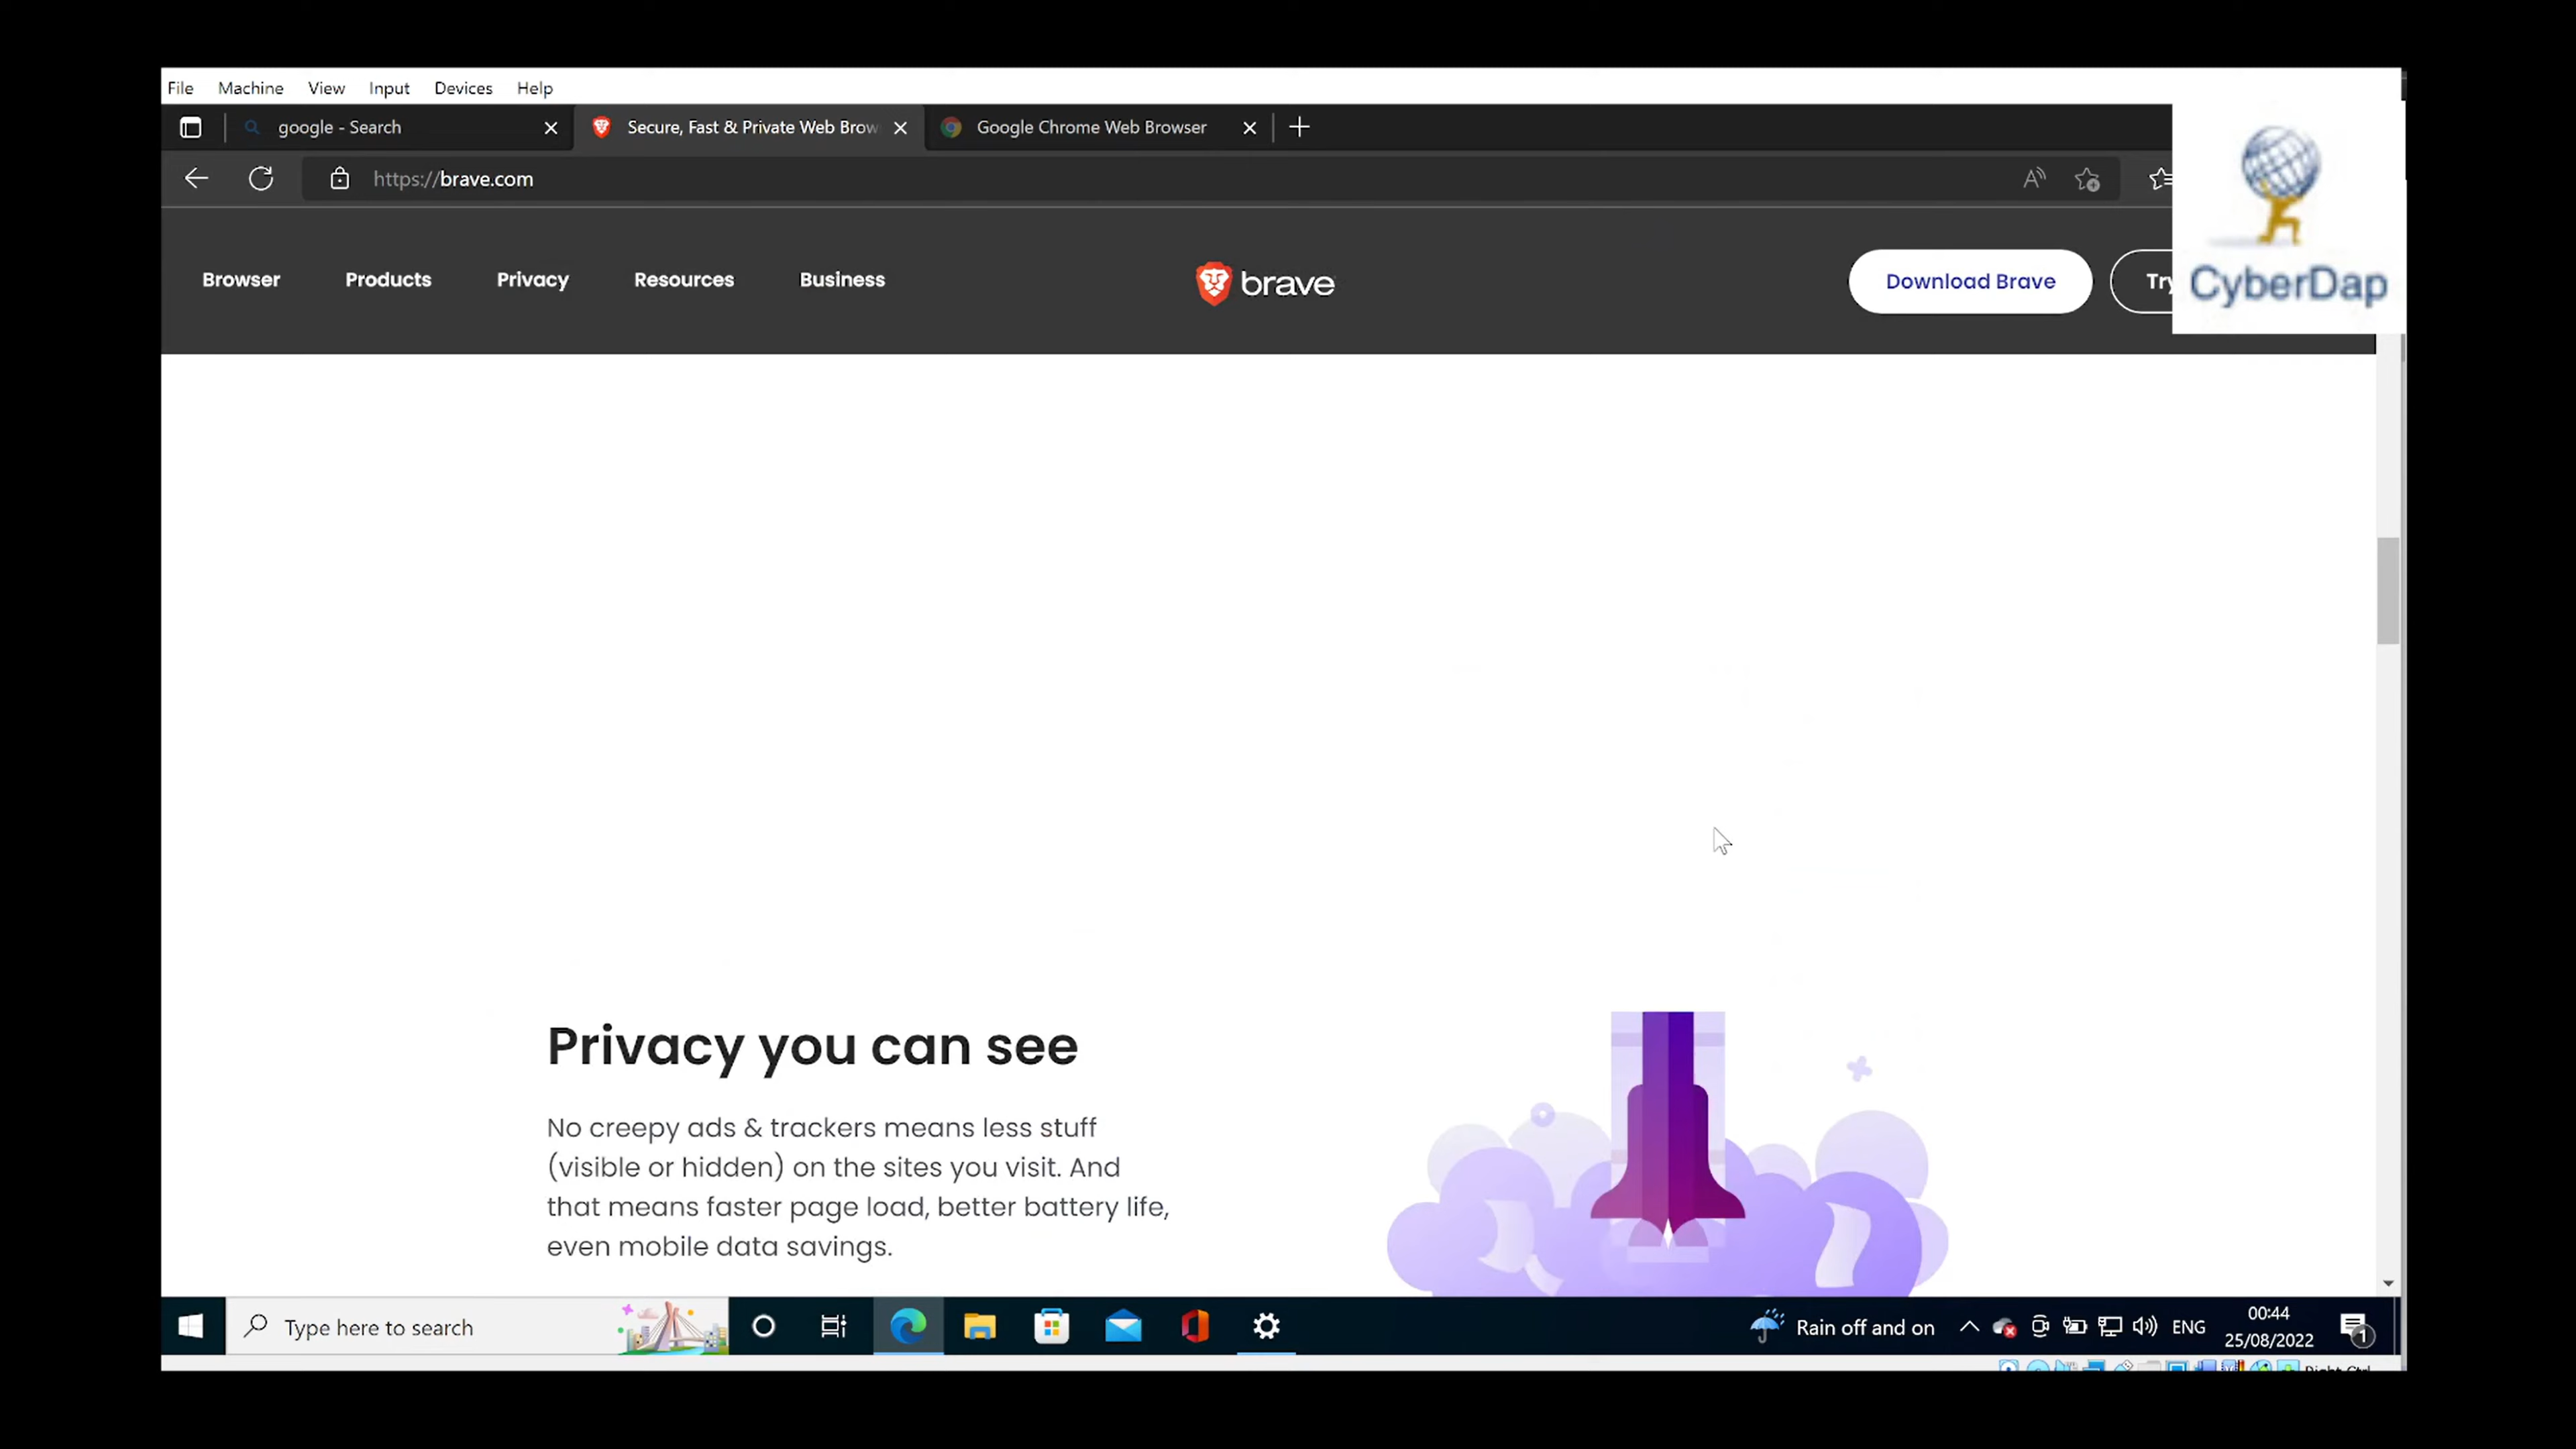 File Machine View Input Devices Help
google - Search Secure, Fast & Private Web Brow Google Chrome Web Browser
https://brave.com
Browser Products Privacy Resources Business brave Download Brave Try
CyberDap
Privacy you can see
No creepy ads & trackers means less stuff
(visible or hidden) on the sites you visit. And
that means faster page load, better battery life,
even mobile data savings.
Type here to search Rain off and on ENG 00:44
25/08/2022 1